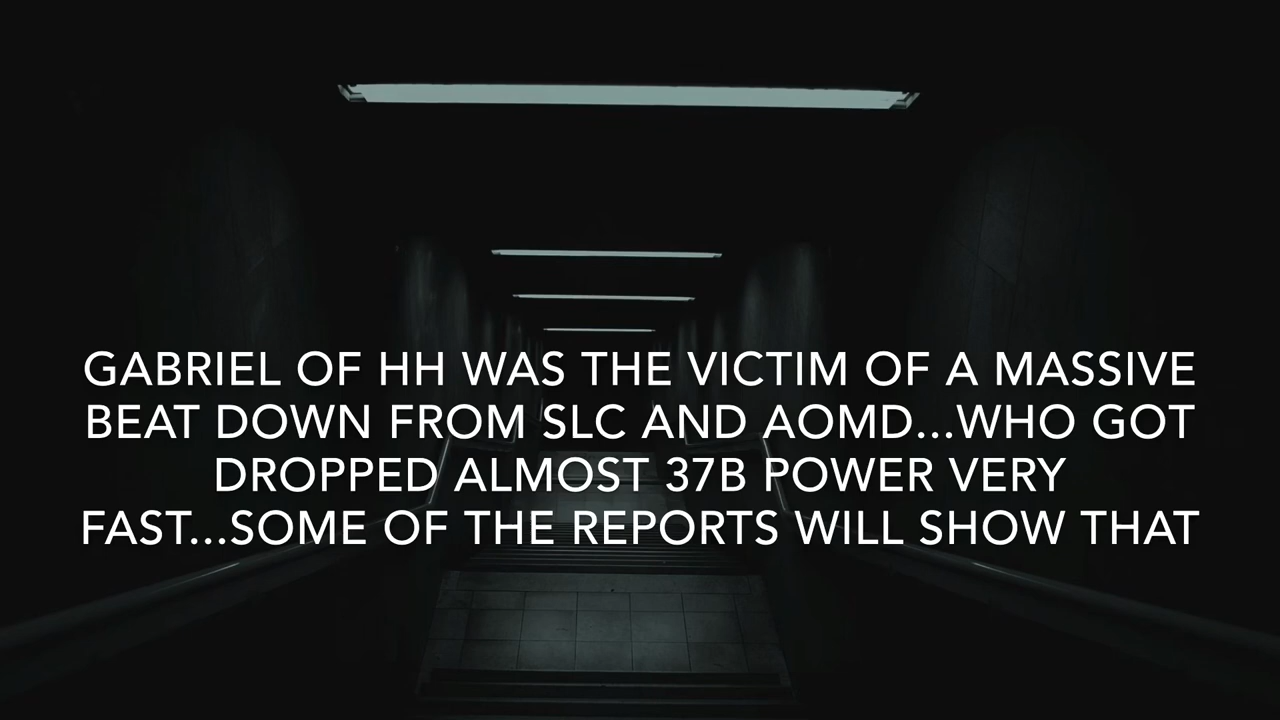 GABRIEL OF HH WAS THE VICTIM OF A MASSIVE
BEAT DOWN FROM SLC AND AOMD...WHO GOT
DROPPED ALMOST 37B POWER VERY
FAST...SOME OF THE REPORTS WILL SHOW THAT